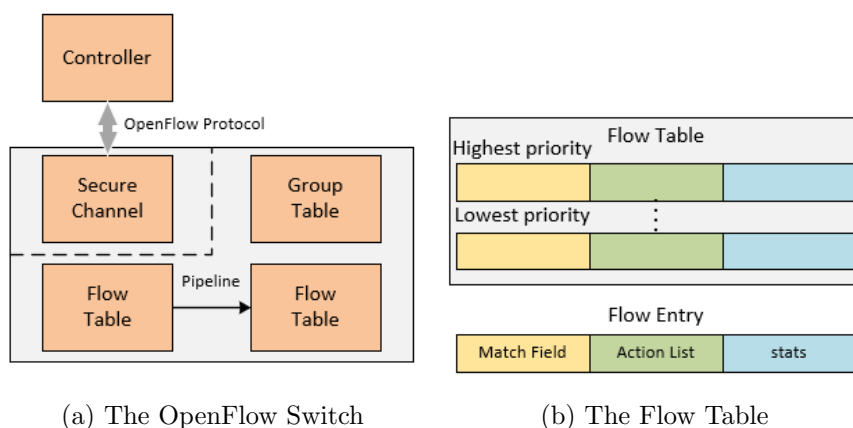 Controller
OpenFlow Protocol
Secure
Channel
Group
Table
Flow
Table
Pipeline
Flow
Table
(a) The OpenFlow Switch
Flow Table
Highest priority
Lowest priority
Flow Entry
Match Field
Action List
stats
(b) The Flow Table